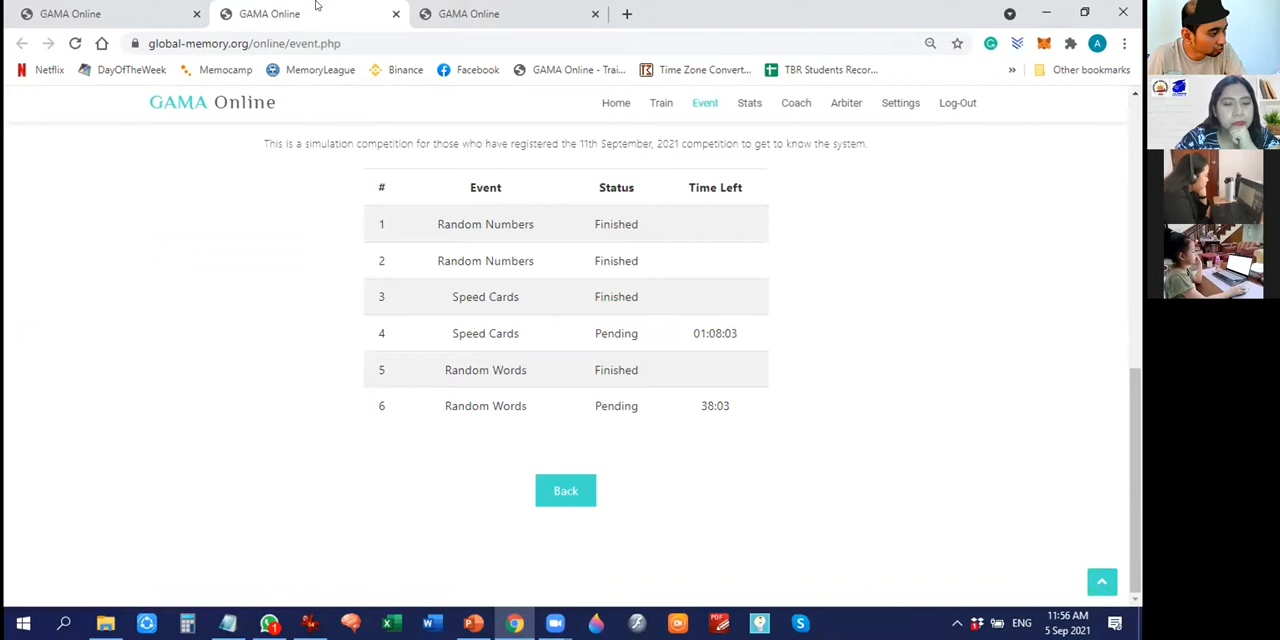 GAMA Online
GAMA Online
GAMA Online
global-memory.org/online/event.php
A
Netflix
DayOfTheWeek
Memocamp
MemoryLeague
Binance
Facebook
GAMA Online - Trai...
Time Zone Convert...
TBR Students Recor...
»
Other bookmarks
GAMA Online
Home Train Event Stats Coach Arbiter Settings Log-Out
This is a simulation competition for those who have registered the 11th September, 2021 competition to get to know the system.
# Event Status Time Left
1 Random Numbers Finished
2 Random Numbers Finished
3 Speed Cards Finished
4 Speed Cards Pending 01:08:03
5 Random Words Finished
6 Random Words Pending 38:03
Back
ENG
11:56 AM
5 Sep 2021